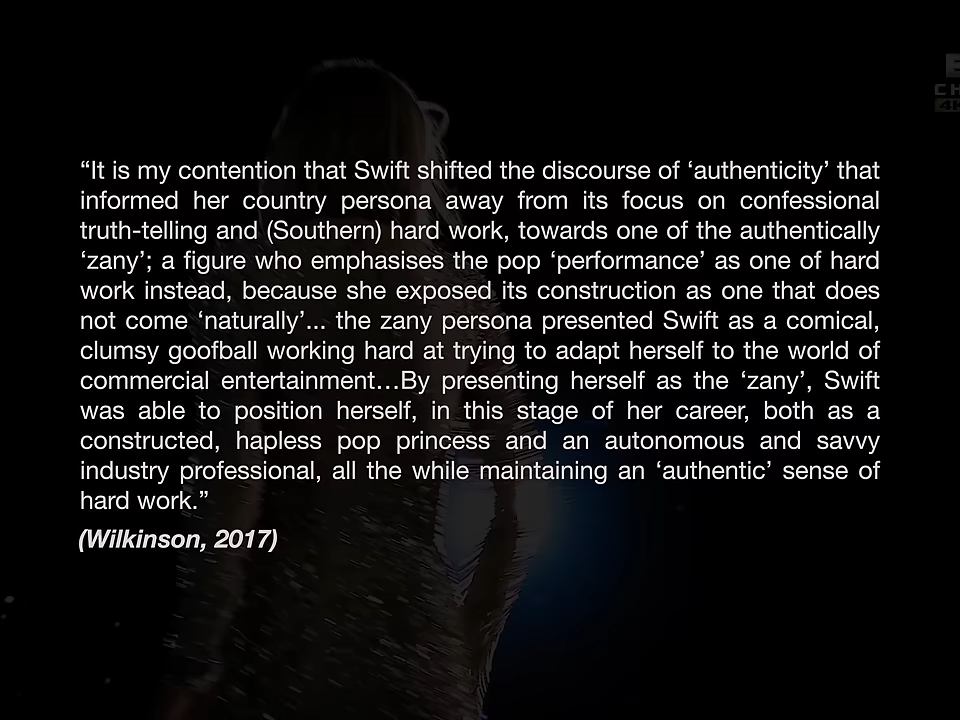 “It is my contention that Swift shifted the discourse of ‘authenticity’ that
informed her country persona away from its focus on confessional
truth-telling and (Southern) hard work, towards one of the authentically
‘zany’; a figure who emphasises the pop ‘performance’ as one of hard
work instead, because she exposed its construction as one that does
not come ‘naturally’... the zany persona presented Swift as a comical,
clumsy goofball working hard at trying to adapt herself to the world of
commercial entertainment…By presenting herself as the ‘zany’, Swift
was able to position herself, in this stage of her career, both as a
constructed, hapless pop princess and an autonomous and savvy
industry professional, all the while maintaining an ‘authentic’ sense of
hard work.”
(Wilkinson, 2017)